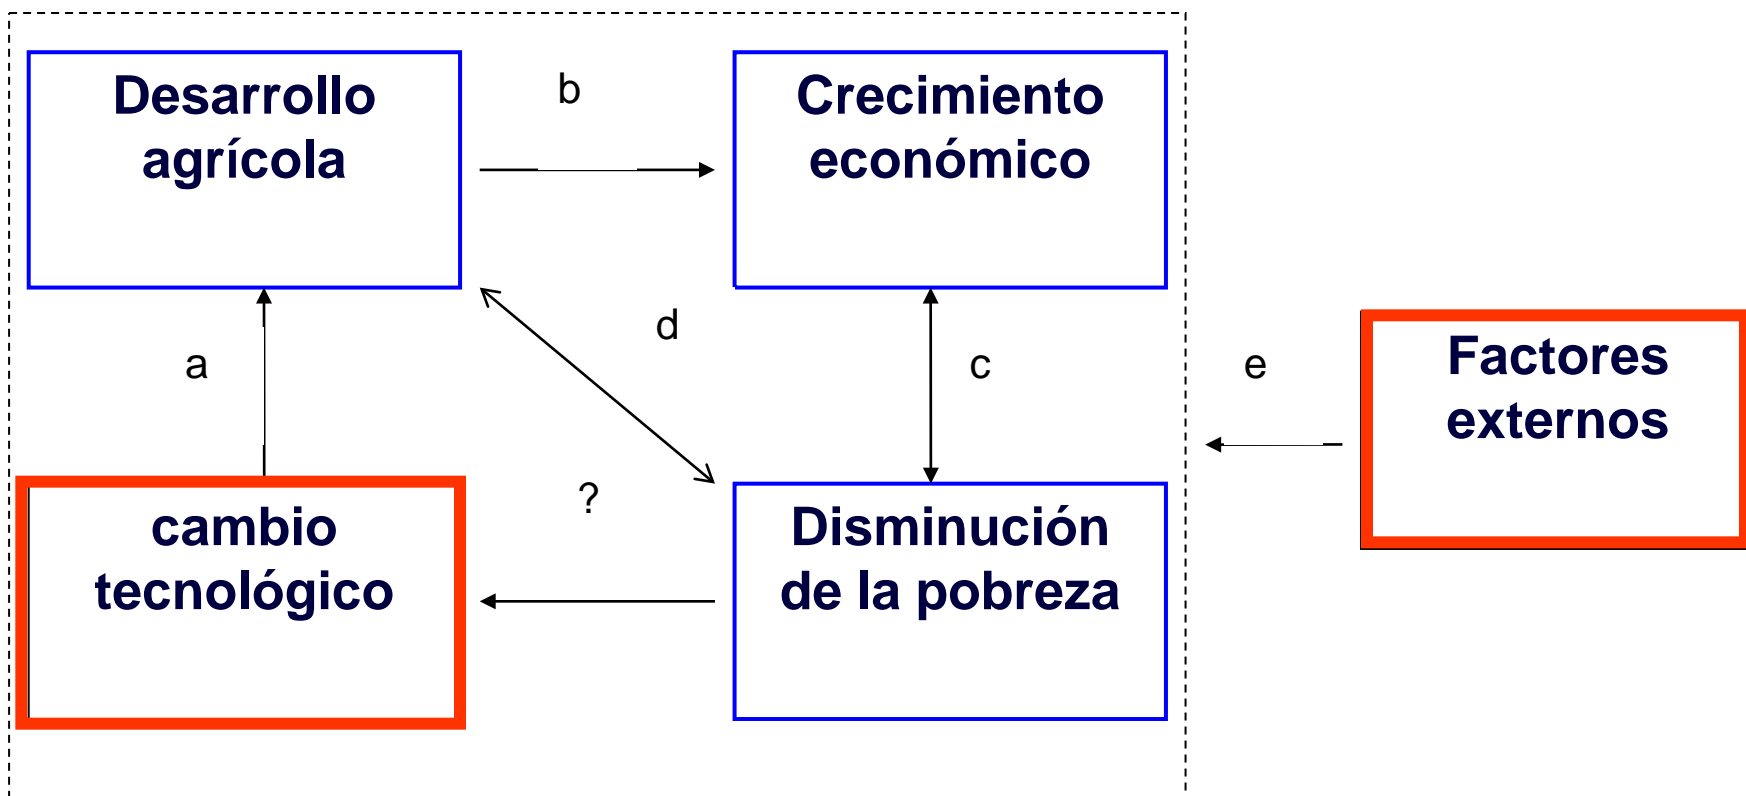 Desarrollo
agrícola
b
Crecimiento
económico
a
d
c
e
Factores
externos
cambio
tecnológico
?
Disminución
de la pobreza